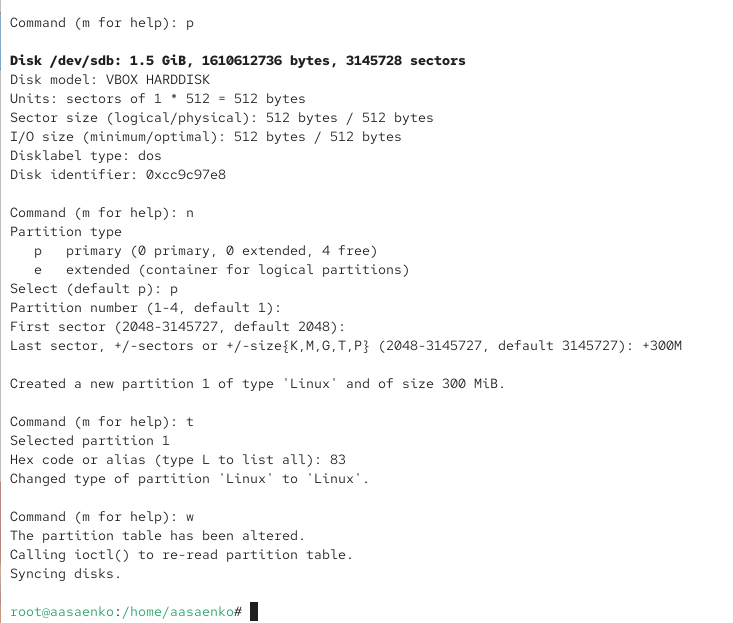 Command (m for help): p
Disk /dev/sdb: 1.5 GiB, 1610612736 bytes, 3145728 sectors
Disk model: VBOX HARDDISK
Units: sectors of 1 * 512 = 512 bytes
Sector size (logical/physical): 512 bytes / 512 bytes
I/O size (minimum/optimal): 512 bytes / 512 bytes
Disklabel type: dos
Disk identifier: 0xcc9c97e8
Command (m for help): n
Partition type
   p   primary (0 primary, 0 extended, 4 free)
   e   extended (container for logical partitions)
Select (default p): p
Partition number (1-4, default 1):
First sector (2048-3145727, default 2048):
Last sector, +/-sectors or +/-size{K,M,G,T,P} (2048-3145727, default 3145727): +300M
Created a new partition 1 of type 'Linux' and of size 300 MiB.
Command (m for help): t
Selected partition 1
Hex code or alias (type L to list all): 83
Changed type of partition 'Linux' to 'Linux'.
Command (m for help): w
The partition table has been altered.
Calling ioctl() to re-read partition table.
Syncing disks.
root@aasaenko:/home/aasaenko#